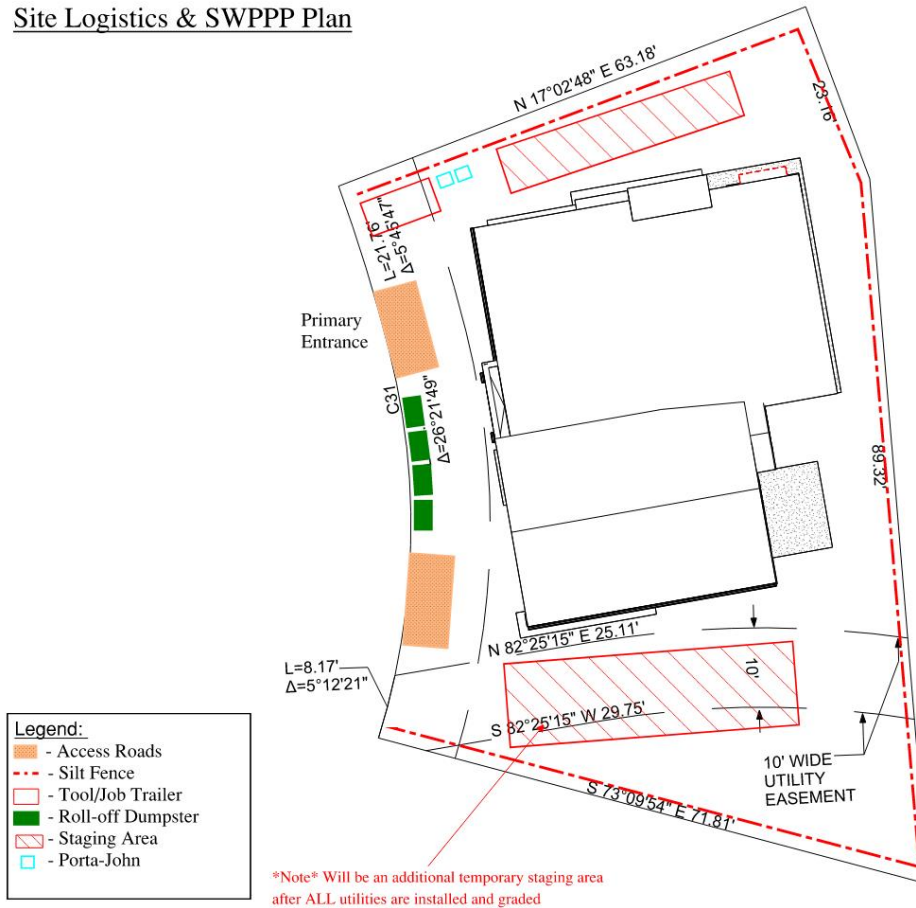 Site Logistics & SWPPP Plan
N 17°02'48" E 63.18'
23.16'
L=21.76'
Δ=5°45'47"
Primary
Entrance
C31
Δ=26°21'49"
89.32'
N 82°25'15" E 25.11'
10'
L=8.17'
Δ=5°12'21"
S 82°25'15" W 29.75'
10' WIDE
UTILITY
EASEMENT
S 73°09'54" E 71.81'
Legend:
- Access Roads
- Silt Fence
- Tool/Job Trailer
- Roll-off Dumpster
- Staging Area
- Porta-John
*Note* Will be an additional temporary staging area
after ALL utilities are installed and graded